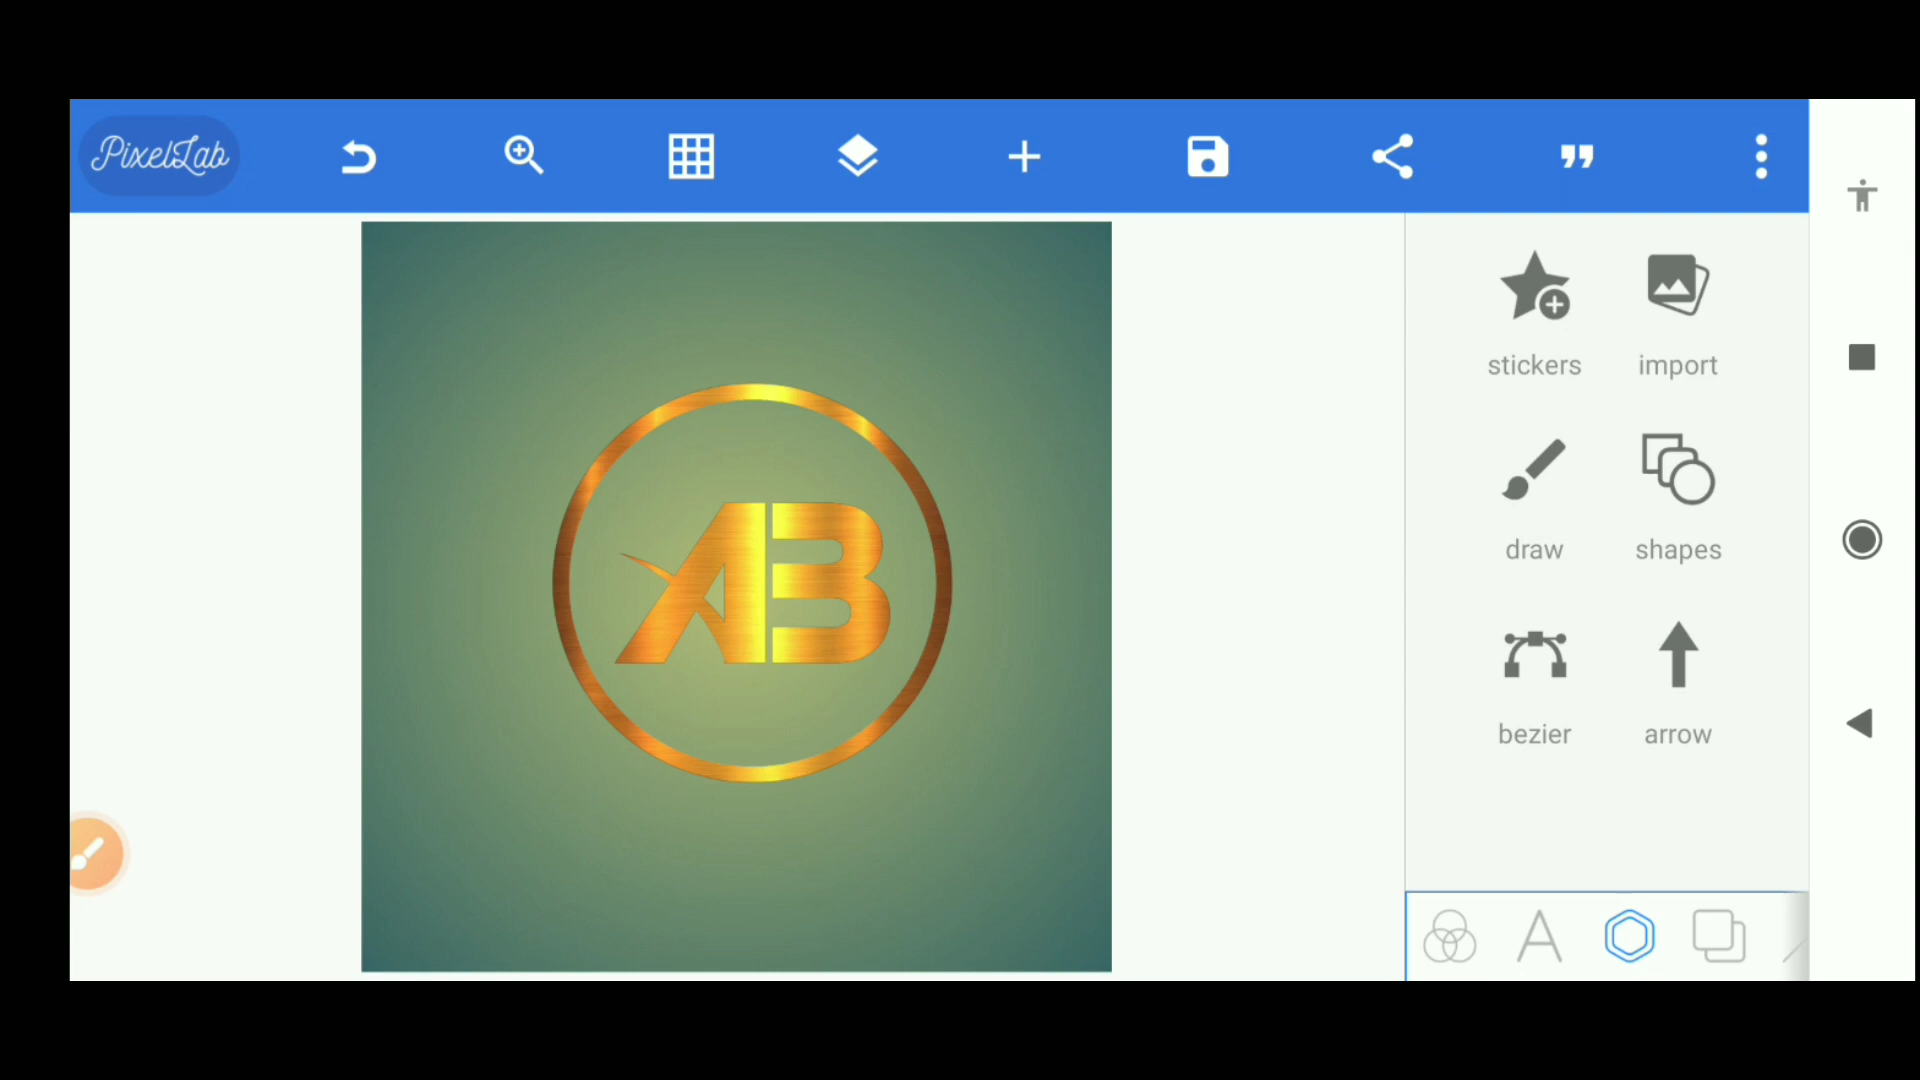 PixelLab
stickers
import
AB
draw
shapes
bezier
arrow